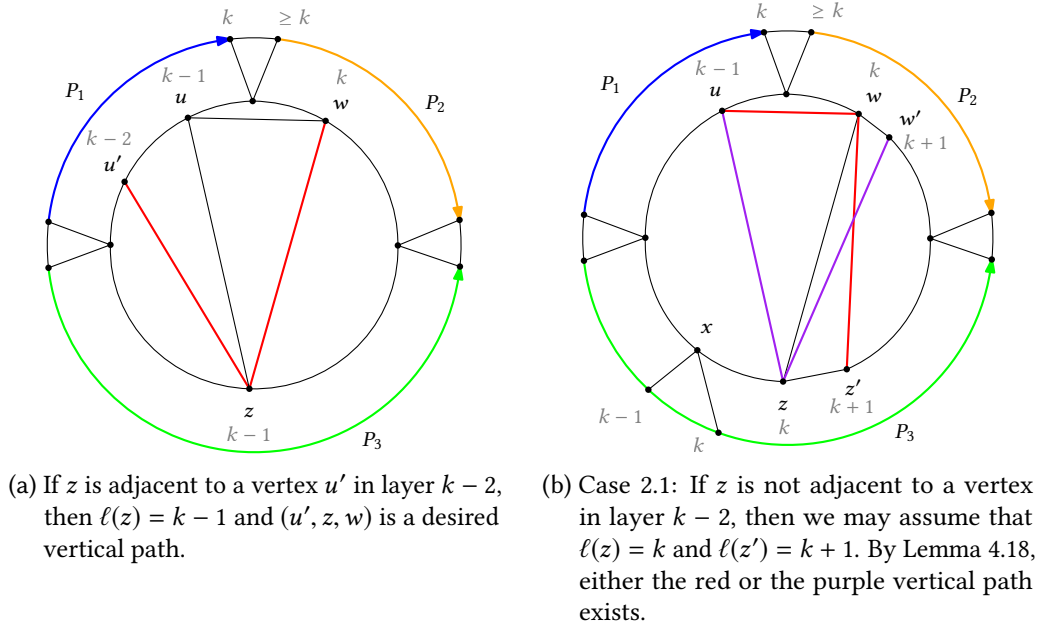 k ≥ k
k − 1 k
u w
P₁ P₂
k − 2
u′
z
k − 1
P₃
(a) If z is adjacent to a vertex u′ in layer k − 2,
then ℓ(z) = k − 1 and (u′, z, w) is a desired
vertical path.
k ≥ k
k − 1 k
u w
w′
P₁ P₂
k + 1
x
z z′
k − 1 k k + 1
k P₃
(b) Case 2.1: If z is not adjacent to a vertex
in layer k − 2, then we may assume that
ℓ(z) = k and ℓ(z′) = k + 1. By Lemma 4.18,
either the red or the purple vertical path
exists.